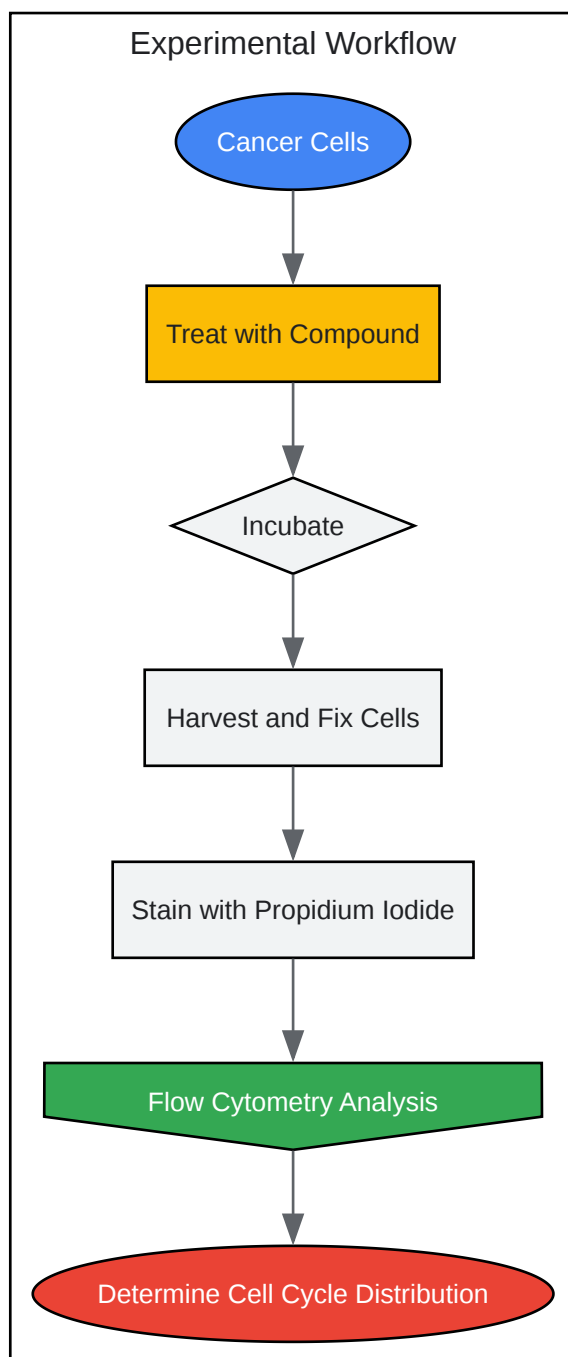 Experimental Workflow
Cancer Cells
Treat with Compound
Incubate
Harvest and Fix Cells
Stain with Propidium Iodide
Flow Cytometry Analysis
Determine Cell Cycle Distribution